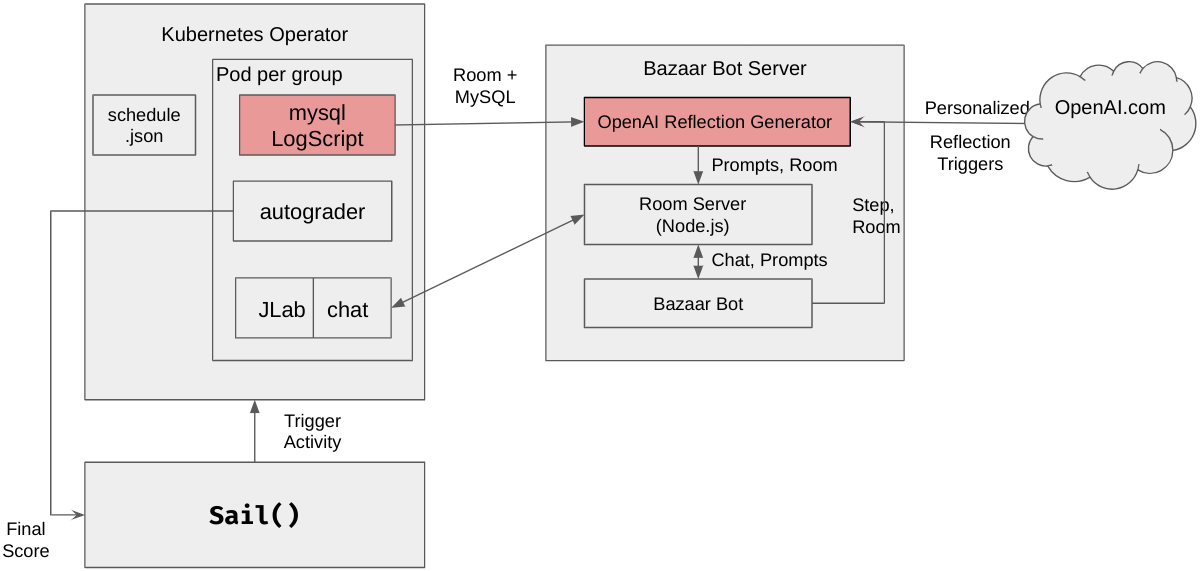 Kubernetes Operator
Pod per group
schedule
.json
mysql
LogScript
autograder
JLab
chat
Room +
MySQL
Bazaar Bot Server
OpenAI Reflection Generator
Prompts, Room
Room Server
(Node.js)
Step,
Room
Chat, Prompts
Bazaar Bot
Personalized
Reflection
Triggers
OpenAI.com
Trigger
Activity
Sail()
Final
Score